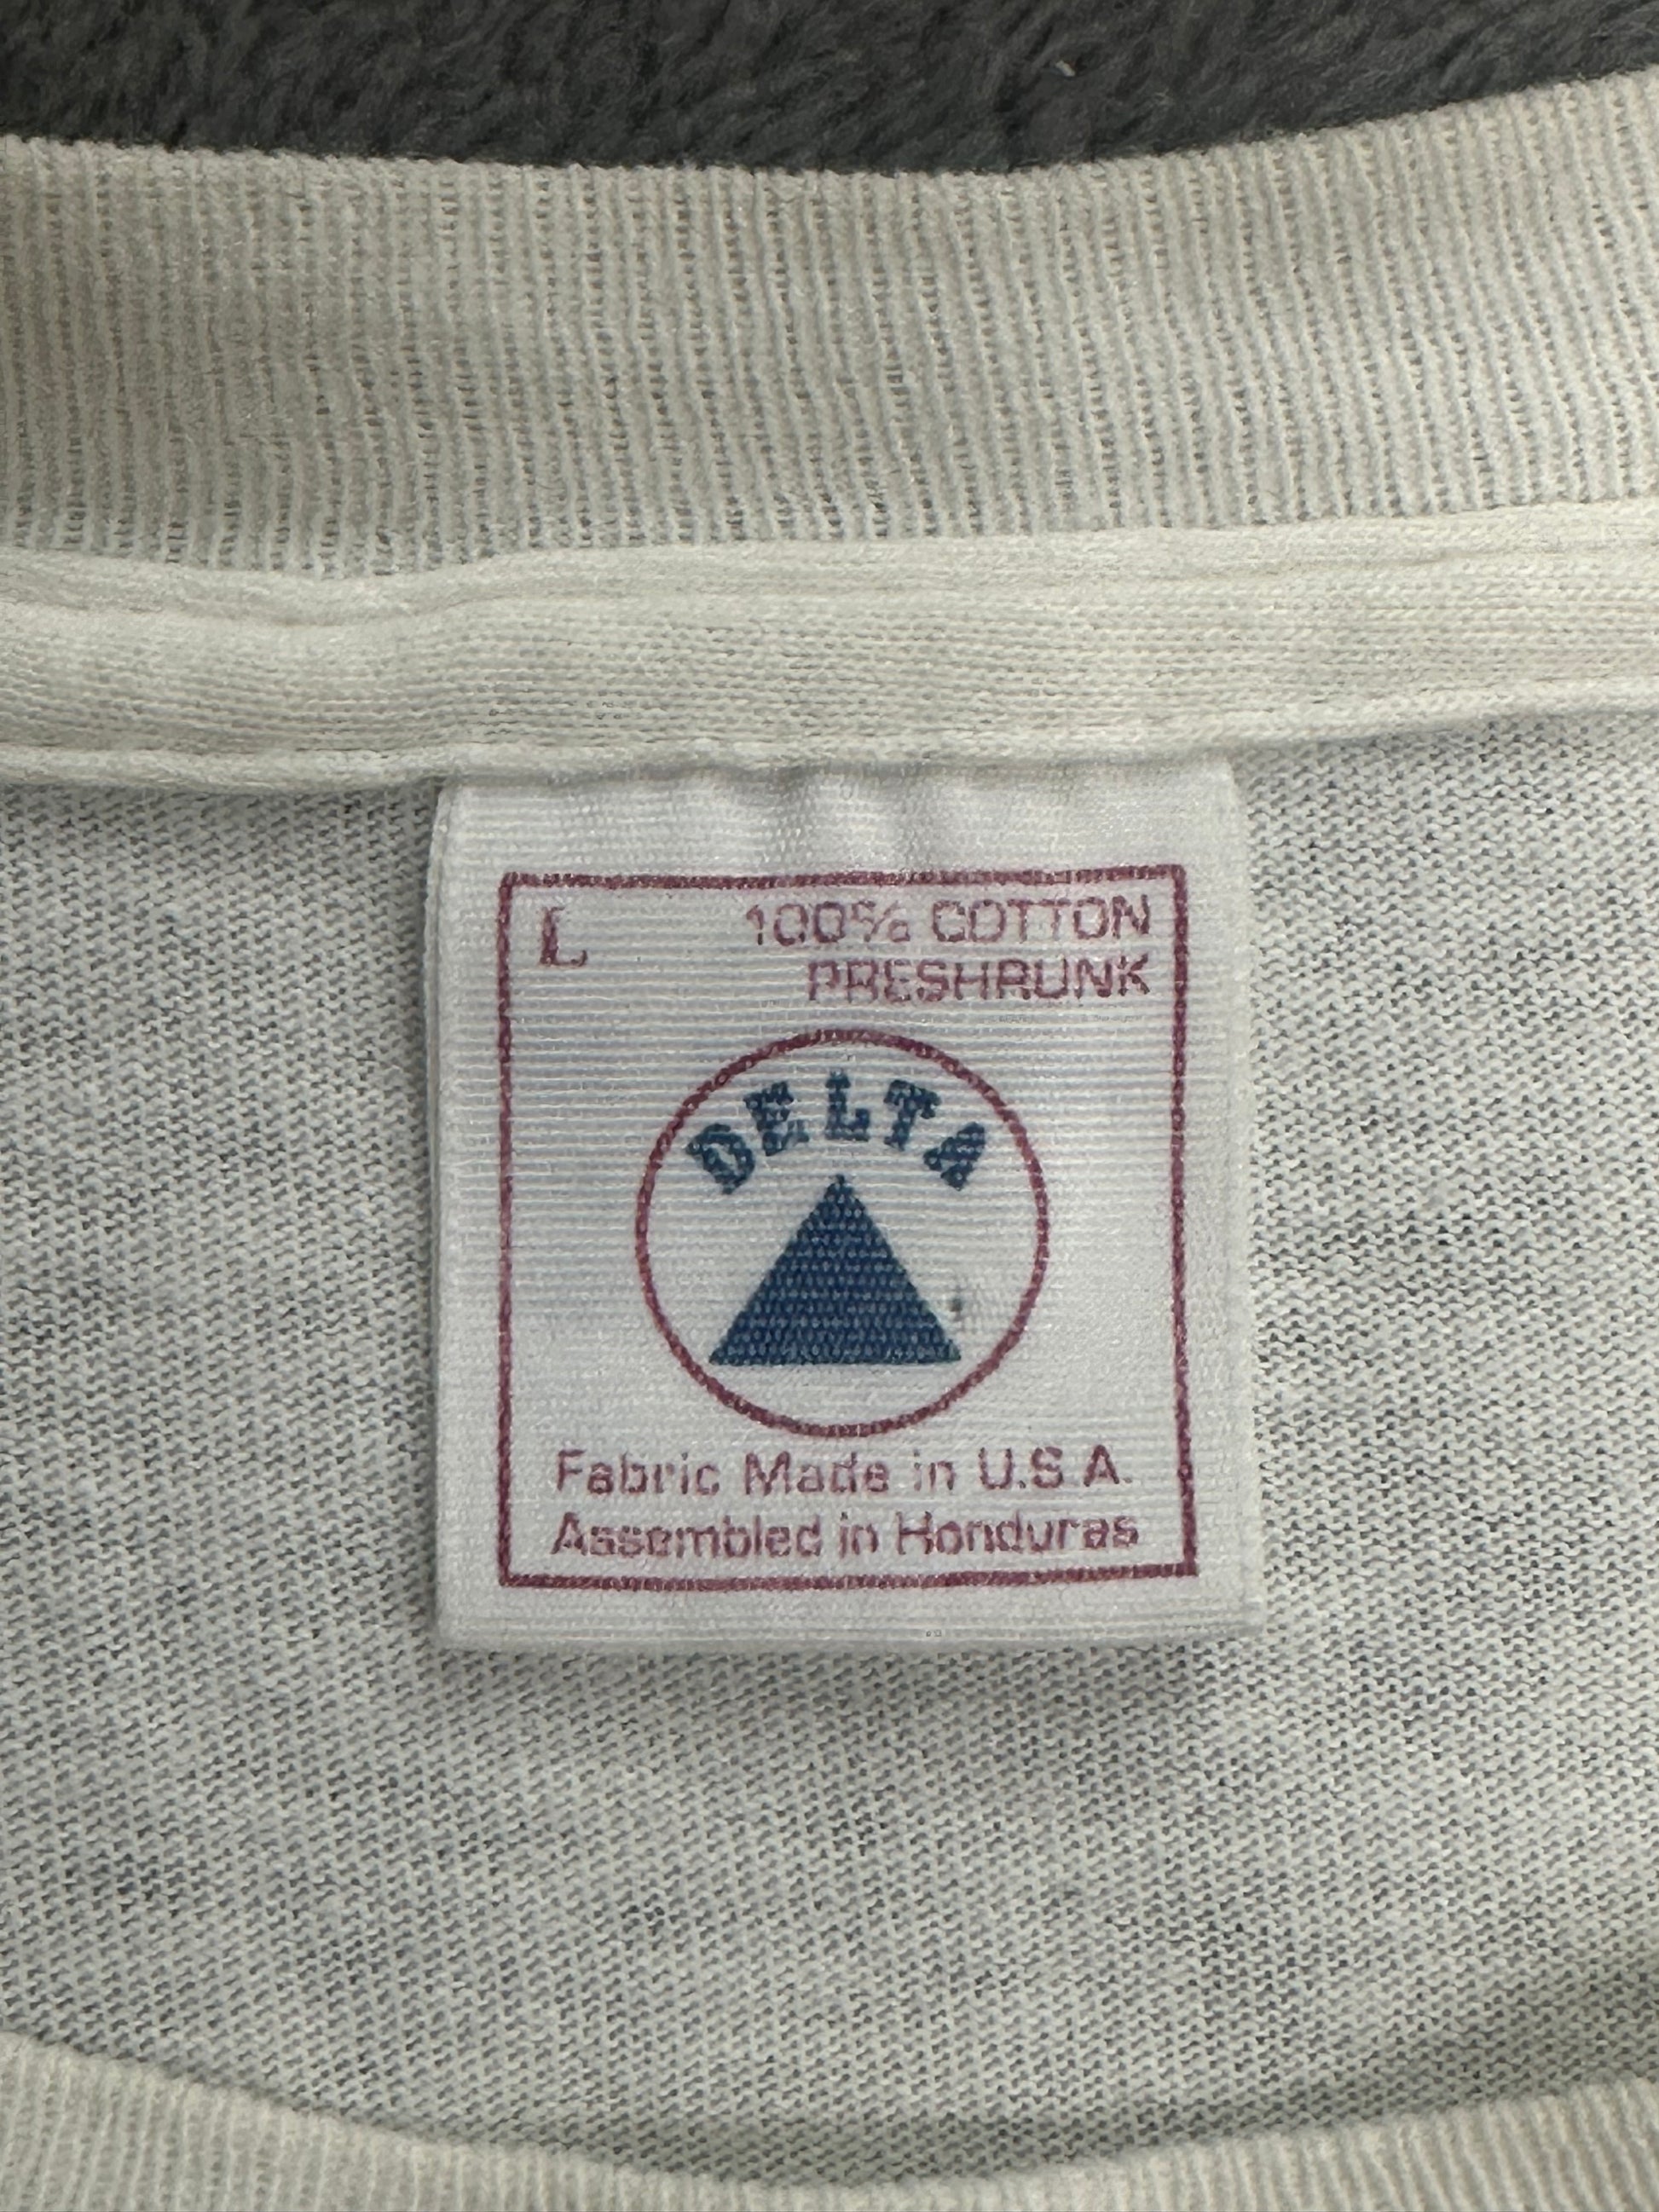 L 100% COTTON
PRESHRUNK
DELTA
Fabric Made in U.S.A.
Assembled in Honduras